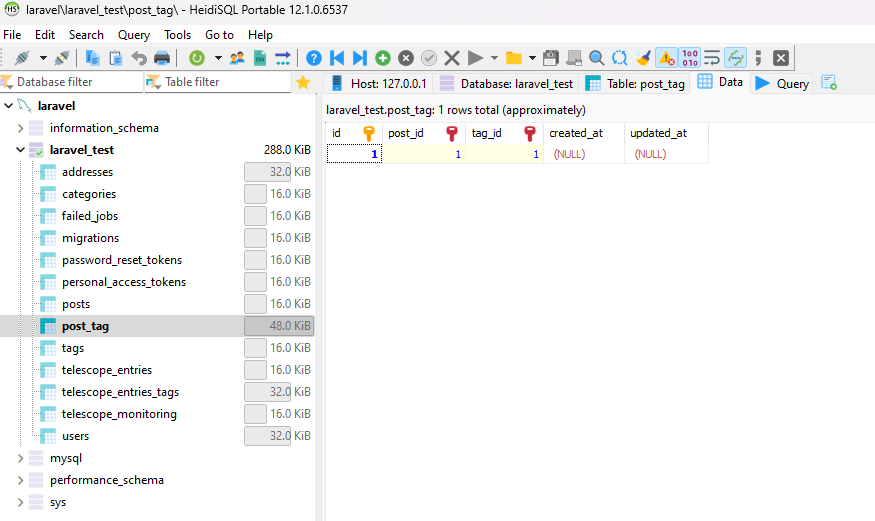 HS laravel\laravel_test\post_tag\ - HeidiSQL Portable 12.1.0.6537
File Edit Search Query Tools Go to Help
Database filter Table filter Host: 127.0.0.1 Database: laravel_test Table: post_tag Data Query
laravel
information_schema
laravel_test 288.0 KiB
addresses 32.0 KiB
categories 16.0 KiB
failed_jobs 16.0 KiB
migrations 16.0 KiB
password_reset_tokens 16.0 KiB
personal_access_tokens 16.0 KiB
posts 16.0 KiB
post_tag 48.0 KiB
tags 16.0 KiB
telescope_entries 16.0 KiB
telescope_entries_tags 32.0 KiB
telescope_monitoring 16.0 KiB
users 32.0 KiB
mysql
performance_schema
sys
laravel_test.post_tag: 1 rows total (approximately)
id post_id tag_id created_at updated_at
1 1 1 (NULL) (NULL)